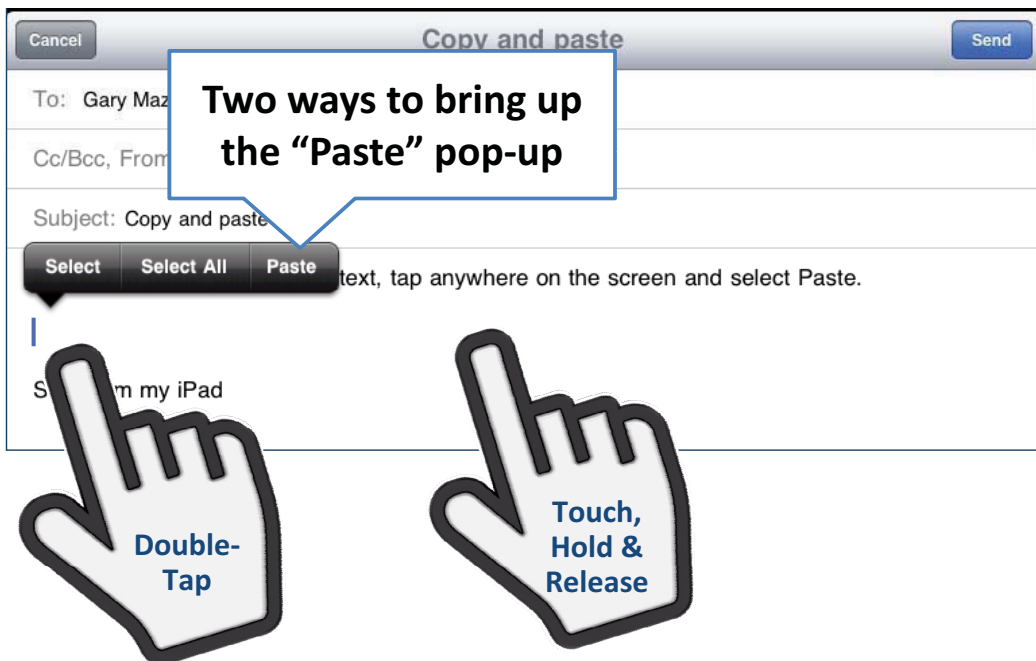 Cancel Copy and paste Send
To: Gary Maz
Two ways to bring up
the “Paste” pop-up
Cc/Bcc, From
Subject: Copy and paste
Select Select All Paste
text, tap anywhere on the screen and select Paste.
S m my iPad
Double-
Tap
Touch,
Hold &
Release